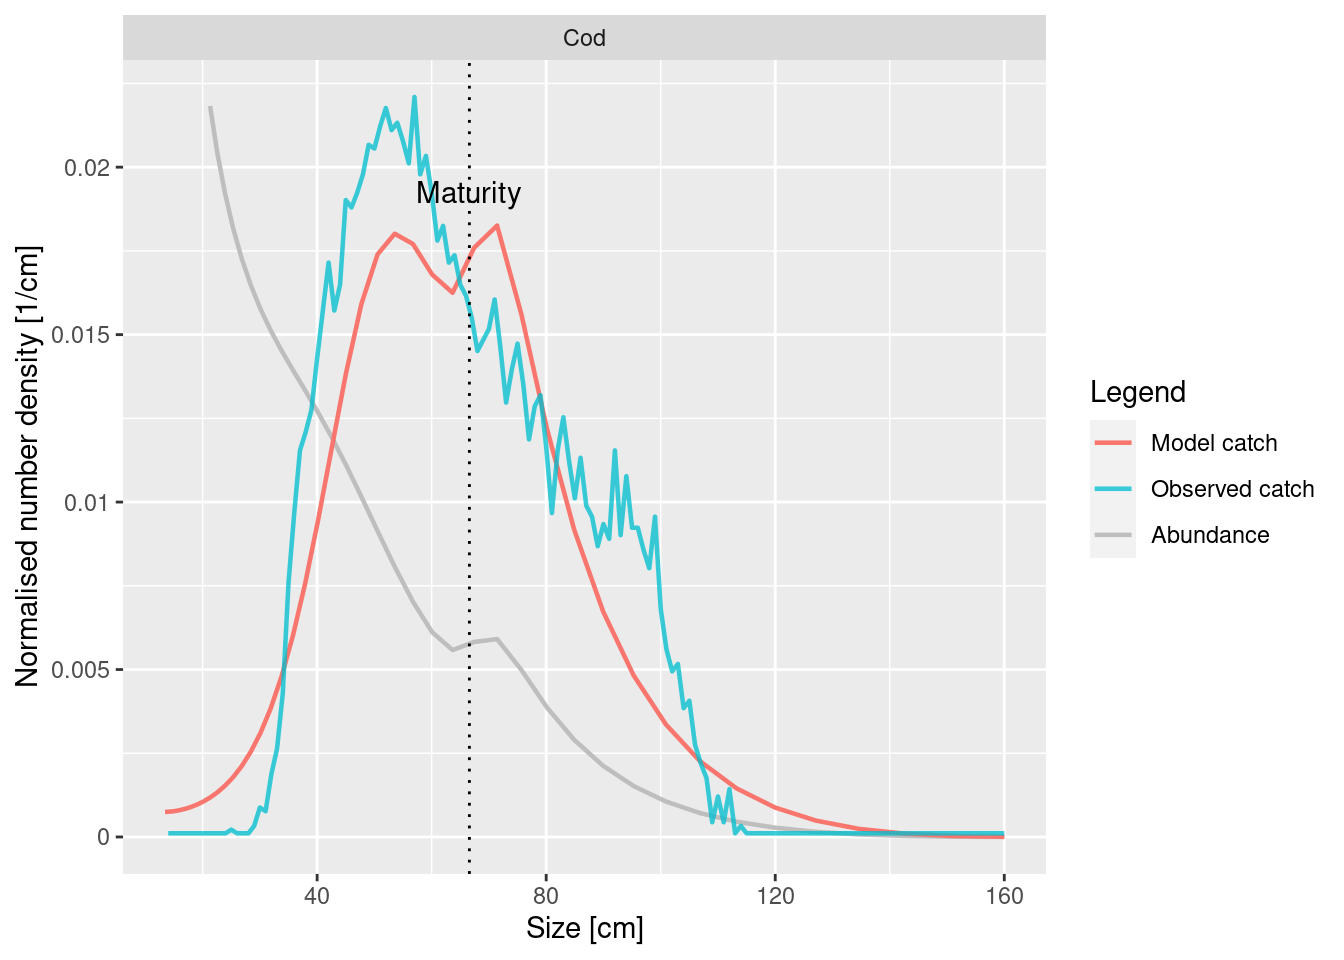 Cod
Maturity
0.02
0.015
0.01
0.005
0
Normalised number density [1/cm]
40
80
120
160
Size [cm]
Legend
Model catch
Observed catch
Abundance